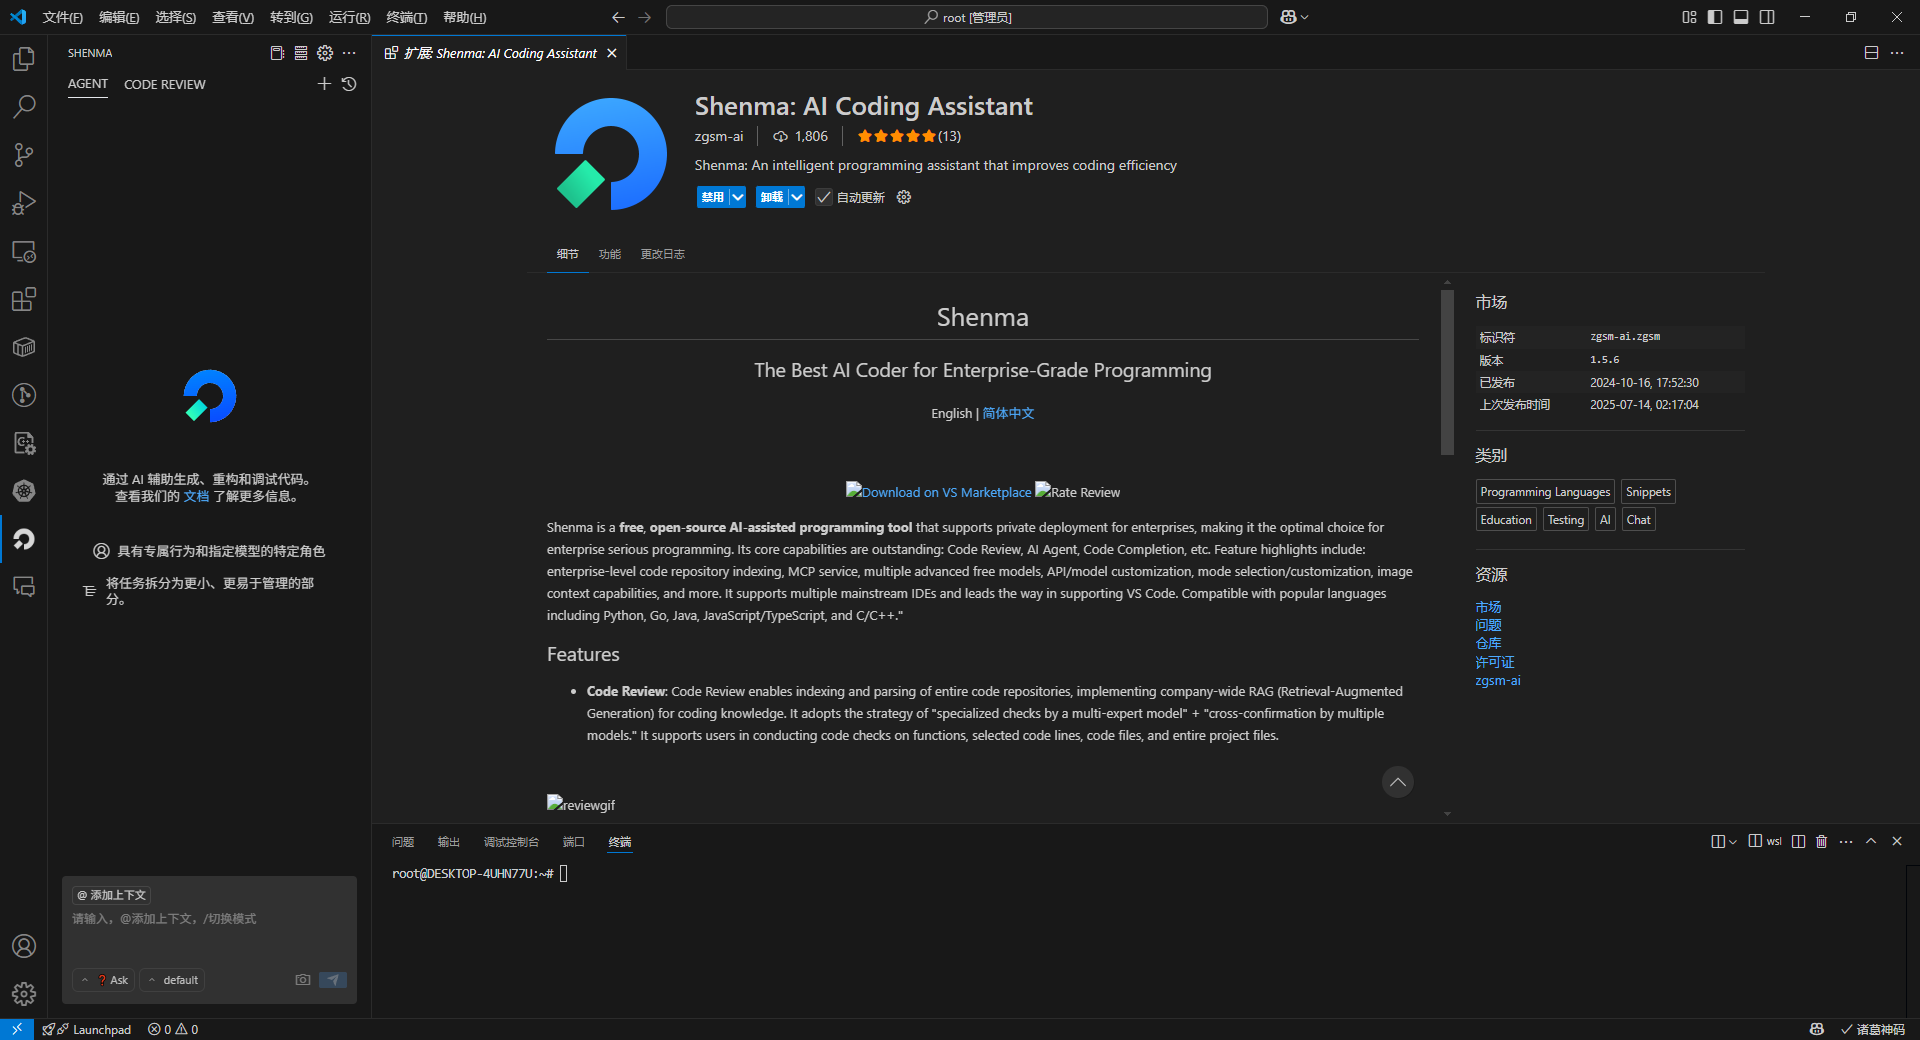 文件(F) 编辑(E) 选择(S) 查看(V) 转到(G) 运行(R) 终端(T) 帮助(H)
root [管理员]
SHENMA
AGENT CODE REVIEW
通过 AI 辅助生成、重构和调试代码。
查看我们的 文档 了解更多信息。
具有专属行为和指定模型的特定角色
将任务拆分为更小、更易于管理的部
分。
@ 添加上下文
请输入，@添加上下文，/切换模式
❓ Ask
default
扩展: Shenma: AI Coding Assistant
Shenma: AI Coding Assistant
zgsm-ai
1,806
(13)
Shenma: An intelligent programming assistant that improves coding efficiency
禁用 卸载 自动更新
细节 功能 更改日志
Shenma
The Best AI Coder for Enterprise-Grade Programming
English | 简体中文
Download on VS Marketplace Rate Review
Shenma is a free, open-source AI-assisted programming tool that supports private deployment for enterprises, making it the optimal choice for
enterprise serious programming. Its core capabilities are outstanding: Code Review, AI Agent, Code Completion, etc. Feature highlights include:
enterprise-level code repository indexing, MCP service, multiple advanced free models, API/model customization, mode selection/customization, image
context capabilities, and more. It supports multiple mainstream IDEs and leads the way in supporting VS Code. Compatible with popular languages
including Python, Go, Java, JavaScript/TypeScript, and C/C++."
Features
• Code Review: Code Review enables indexing and parsing of entire code repositories, implementing company-wide RAG (Retrieval-Augmented
Generation) for coding knowledge. It adopts the strategy of "specialized checks by a multi-expert model" + "cross-confirmation by multiple
models." It supports users in conducting code checks on functions, selected code lines, code files, and entire project files.
reviewgif
市场
标识符 zgsm-ai.zgsm
版本 1.5.6
已发布 2024-10-16, 17:52:30
上次发布时间 2025-07-14, 02:17:04
类别
Programming Languages Snippets
Education Testing AI Chat
资源
市场
问题
仓库
许可证
zgsm-ai
问题 输出 调试控制台 端口 终端
wsl
root@DESKTOP-4UHN77U:~#
Launchpad 0 0
诸葛神码